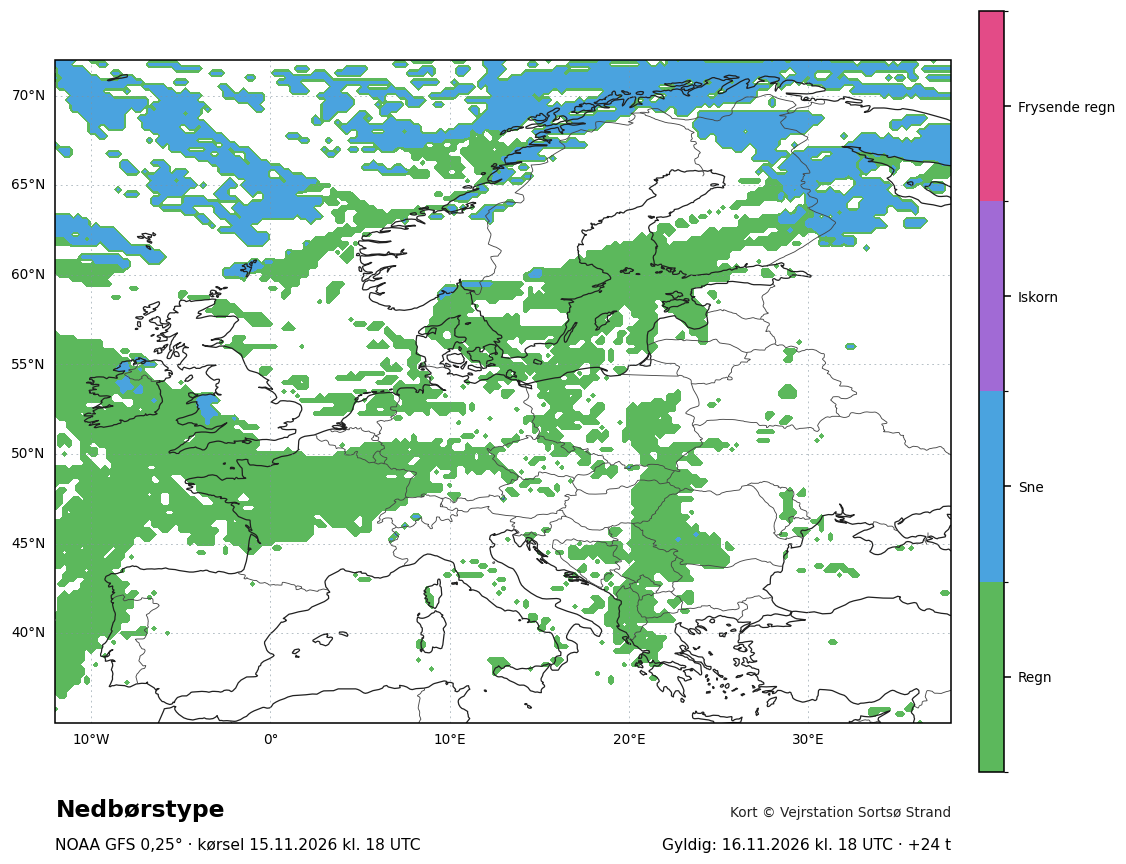 70°N
65°N
60°N
55°N
50°N
45°N
40°N
10°W
0°
10°E
20°E
30°E
Frysende regn
Iskorn
Sne
Regn
Nedbørstype
Kort © Vejrstation Sortsø Strand
NOAA GFS 0,25° · kørsel 15.11.2026 kl. 18 UTC
Gyldig: 16.11.2026 kl. 18 UTC · +24 t